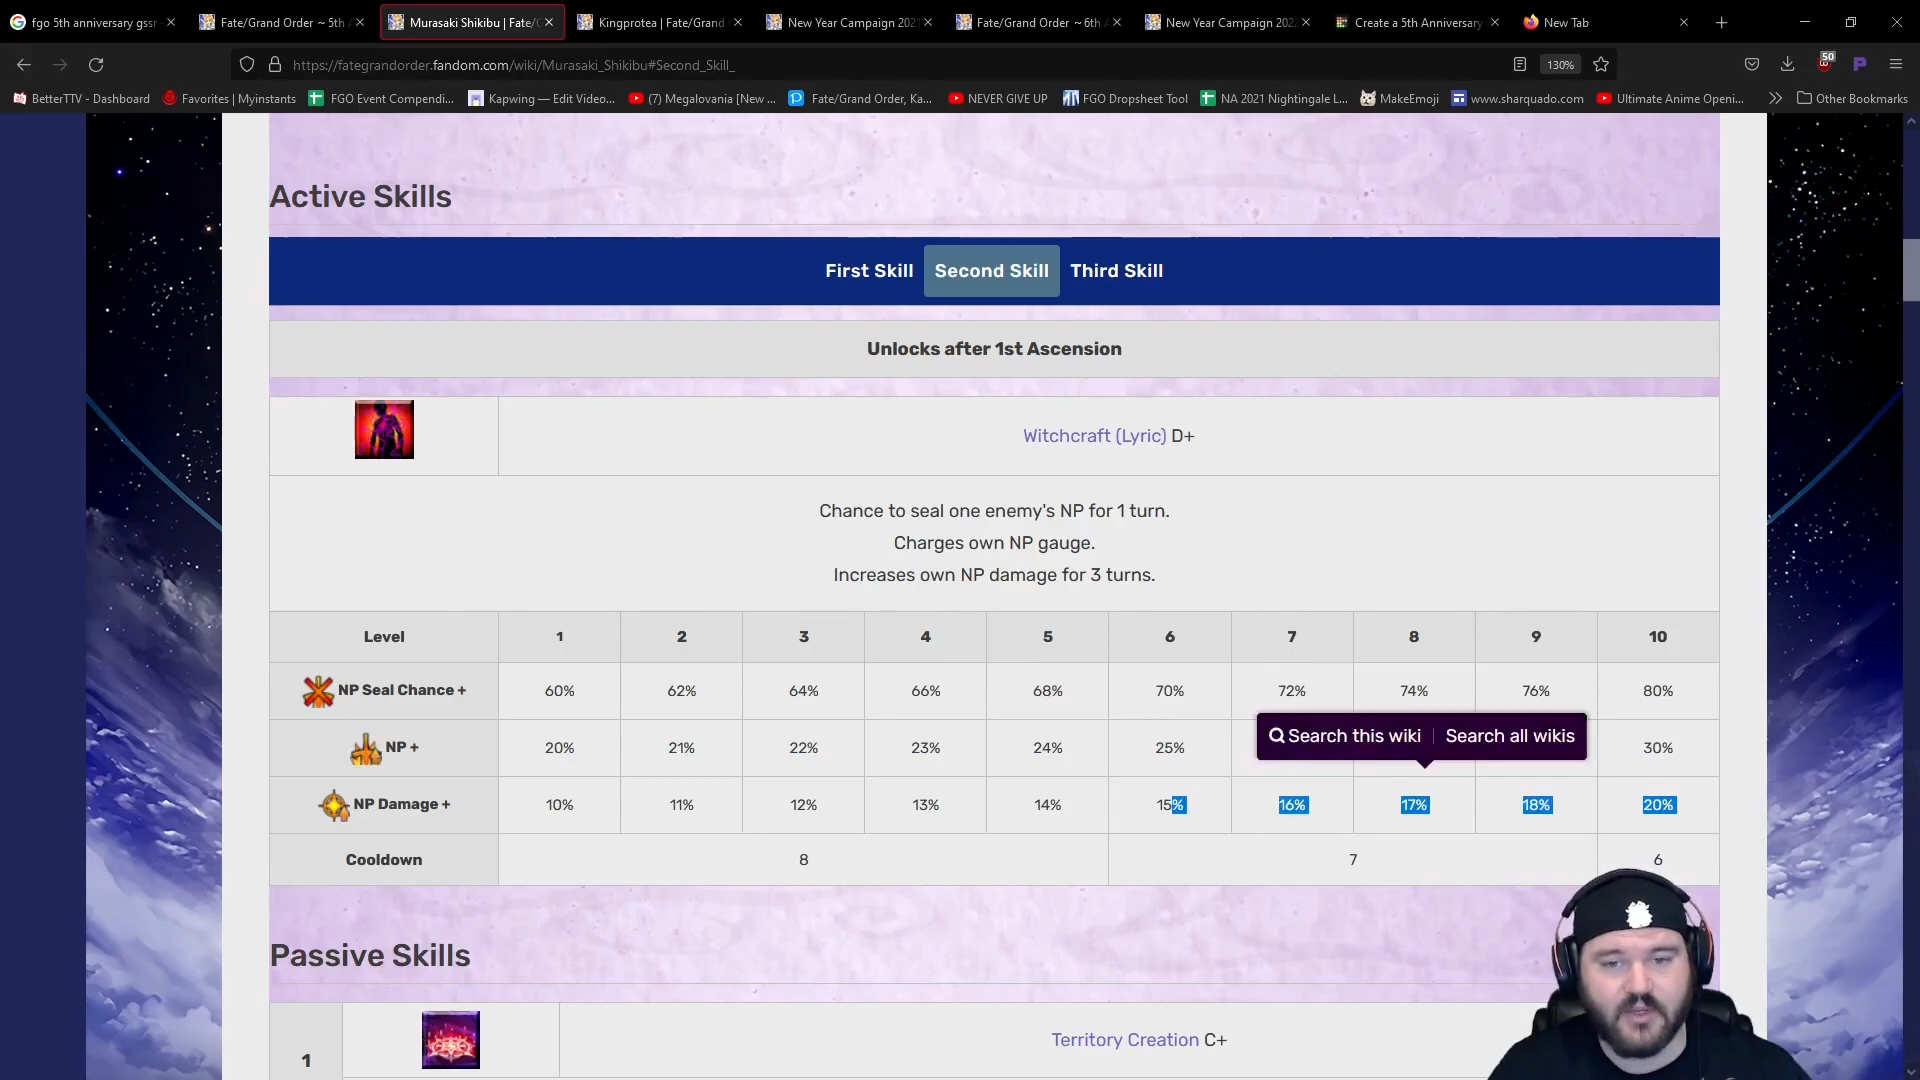 fgo 5th anniversary gssr
Fate/Grand Order ~ 5th A
Murasaki Shikibu | Fate/G
Kingprotea | Fate/Grand
New Year Campaign 2021
Fate/Grand Order ~6th A
New Year Campaign 202
Create a 5th Anniversary
New Tab
https://fategrandorder.fandom.com/wiki/Murasaki_Shikibu#Second_Skill_
130%
50
BetterTTV - Dashboard
Favorites | Myinstants
FGO Event Compendi...
Kapwing — Edit Video...
(7) Megalovania [New ...
Fate/Grand Order, Ka...
NEVER GIVE UP
FGO Dropsheet Tool
NA 2021 Nightingale L...
MakeEmoji
www.sharquado.com
Ultimate Anime Openi...
Other Bookmarks
Active Skills
First Skill Second Skill Third Skill
Unlocks after 1st Ascension
Witchcraft (Lyric) D+
Chance to seal one enemy's NP for 1 turn.
Charges own NP gauge.
Increases own NP damage for 3 turns.
Level 1 2 3 4 5 6 7 8 9 10
NP Seal Chance + 60% 62% 64% 66% 68% 70% 72% 74% 76% 80%
Search this wiki Search all wikis
NP + 20% 21% 22% 23% 24% 25% 30%
NP Damage + 10% 11% 12% 13% 14% 15% 16% 17% 18% 20%
Cooldown 8 7 6
Passive Skills
1 Territory Creation C+